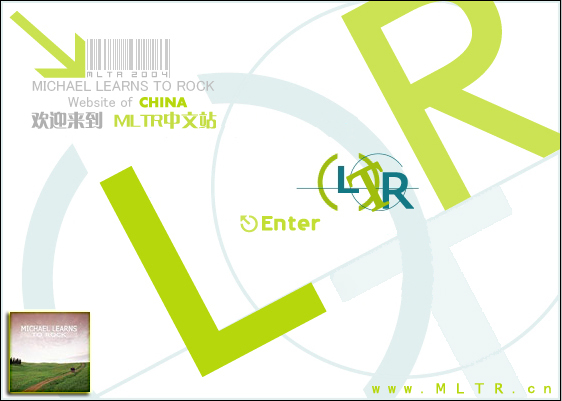 MLTR 2004
MICHAEL LEARNS TO ROCK
Website of CHINA
欢迎来到 MLTR中文站
LTR
Enter
L T R
MICHAEL LEARNS
TO ROCK
www.MLTR.cn